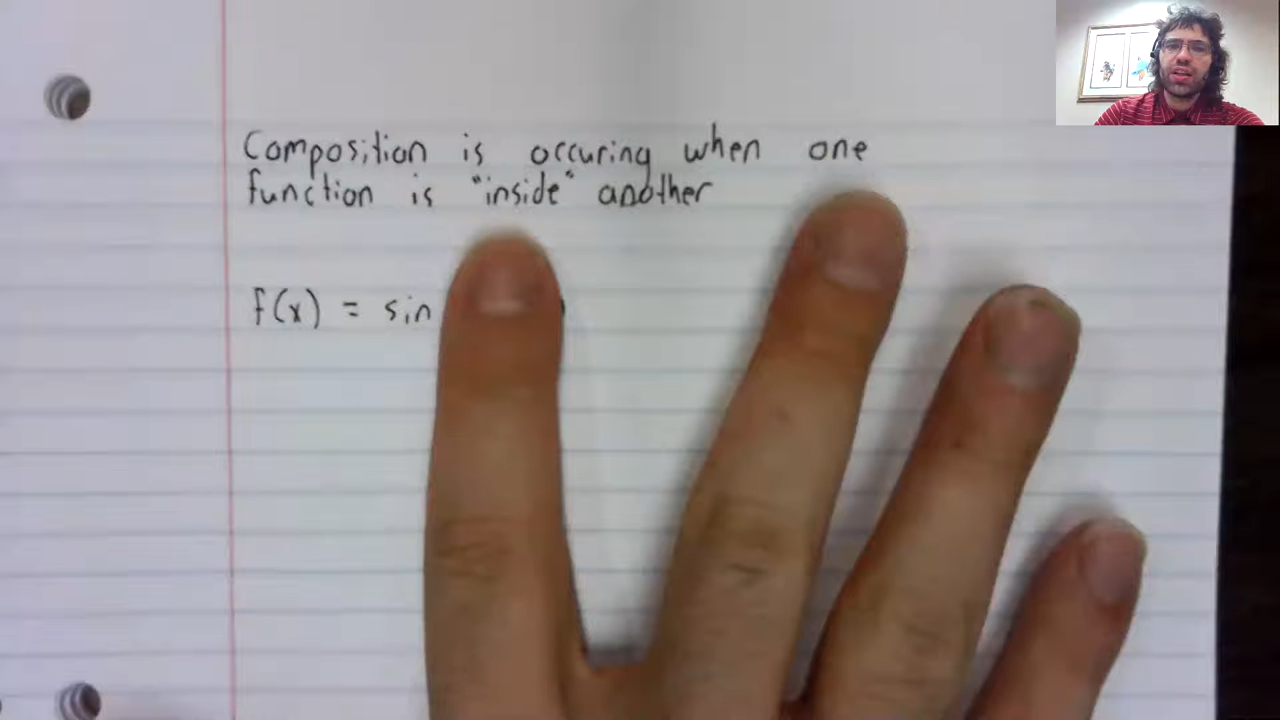 Composition is occuring when one
function is "inside" another
f(x) = sin